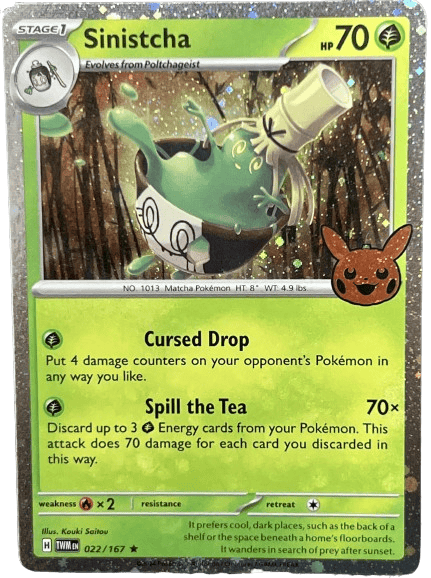 STAGE 1
Sinistcha
HP 70
Evolves from Poltchageist
NO. 1013 Matcha Pokémon HT: 8" WT: 4.9 lbs.
Cursed Drop
Put 4 damage counters on your opponent's Pokémon in
any way you like.
Spill the Tea 70×
Discard up to 3 Energy cards from your Pokémon. This
attack does 70 damage for each card you discarded in
this way.
weakness ×2 resistance retreat
Illus. Kouki Saitou
H TWM EN 022/167 ★
It prefers cool, dark places, such as the back of a
shelf or the space beneath a home's floorboards.
It wanders in search of prey after sunset.